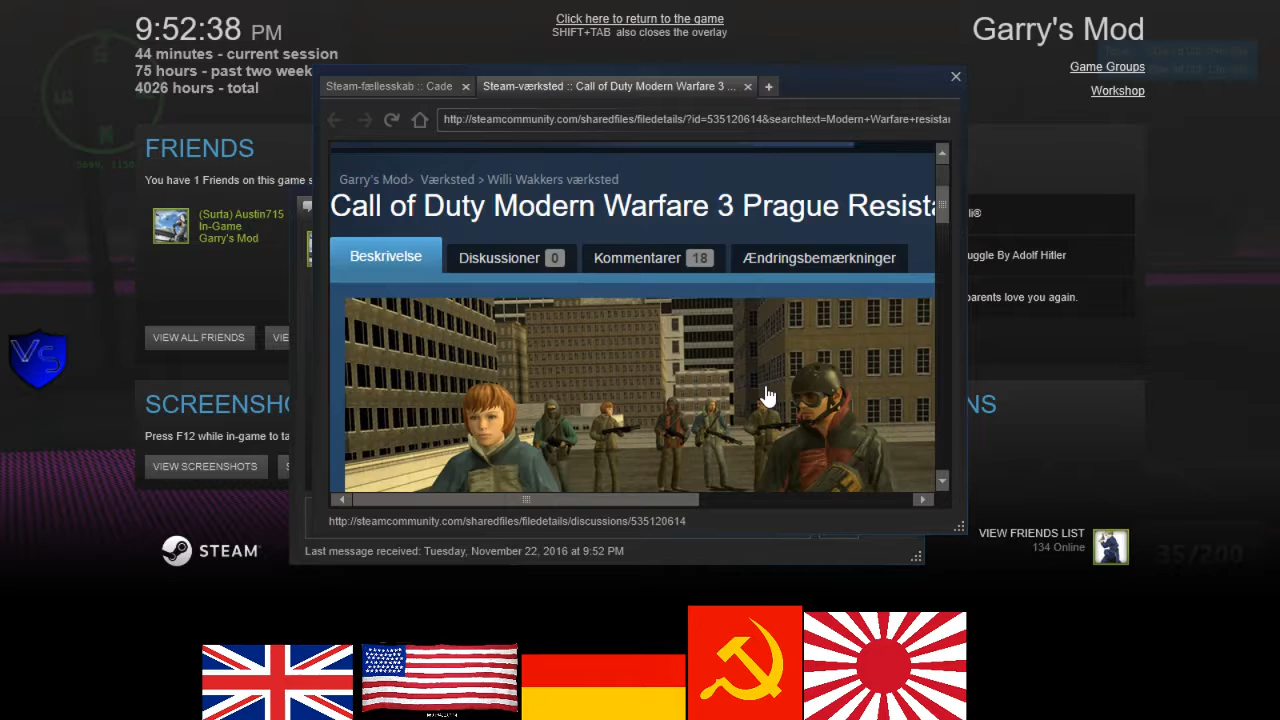 9:52:38 PM
44 minutes - current session
75 hours - past two week
4026 hours - total
Click here to return to the game
SHIFT+TAB also closes the overlay
Garry's Mod
Game Groups
Workshop
FRIENDS
You have 1 Friends on this game s
(Surta) Austin715
In-Game
Garry's Mod
VIEW ALL FRIENDS
VIE
VS
SCREENSHO
Press F12 while in-game to ta
VIEW SCREENSHOTS
S
STEAM
Steam-fællesskab :: Cade
Steam-værksted :: Call of Duty Modern Warfare 3 ...
http://steamcommunity.com/sharedfiles/filedetails/?id=535120614&searchtext=Modern+Warfare+resistar
Garry's Mod> Værksted > Willi Wakkers værksted
Call of Duty Modern Warfare 3 Prague Resista
Beskrivelse
Diskussioner 0
Kommentarer 18
Ændringsbemærkninger
http://steamcommunity.com/sharedfiles/filedetails/discussions/535120614
Last message received: Tuesday, November 22, 2016 at 9:52 PM
li®
uggle By Adolf Hitler
parents love you again.
NS
VIEW FRIENDS LIST
134 Online
35/200
5699, 1150